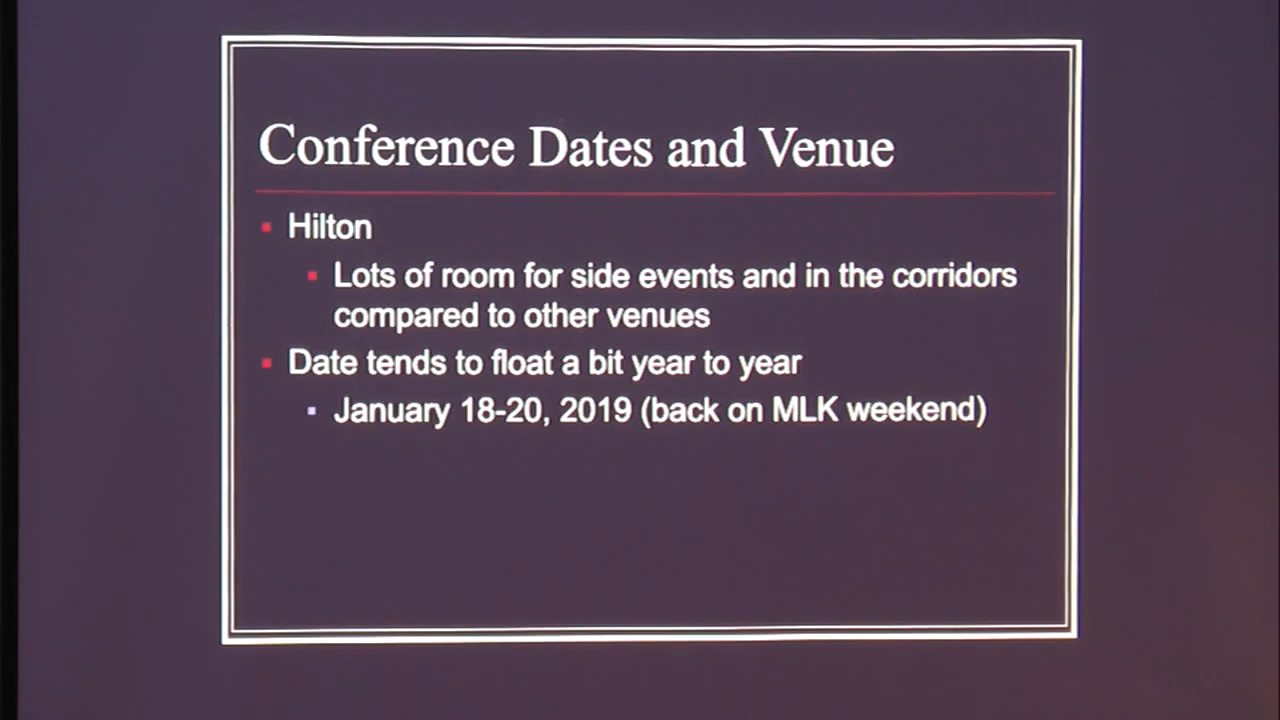 Conference Dates and Venue
Hilton
Lots of room for side events and in the corridors
compared to other venues
Date tends to float a bit year to year
January 18-20, 2019 (back on MLK weekend)